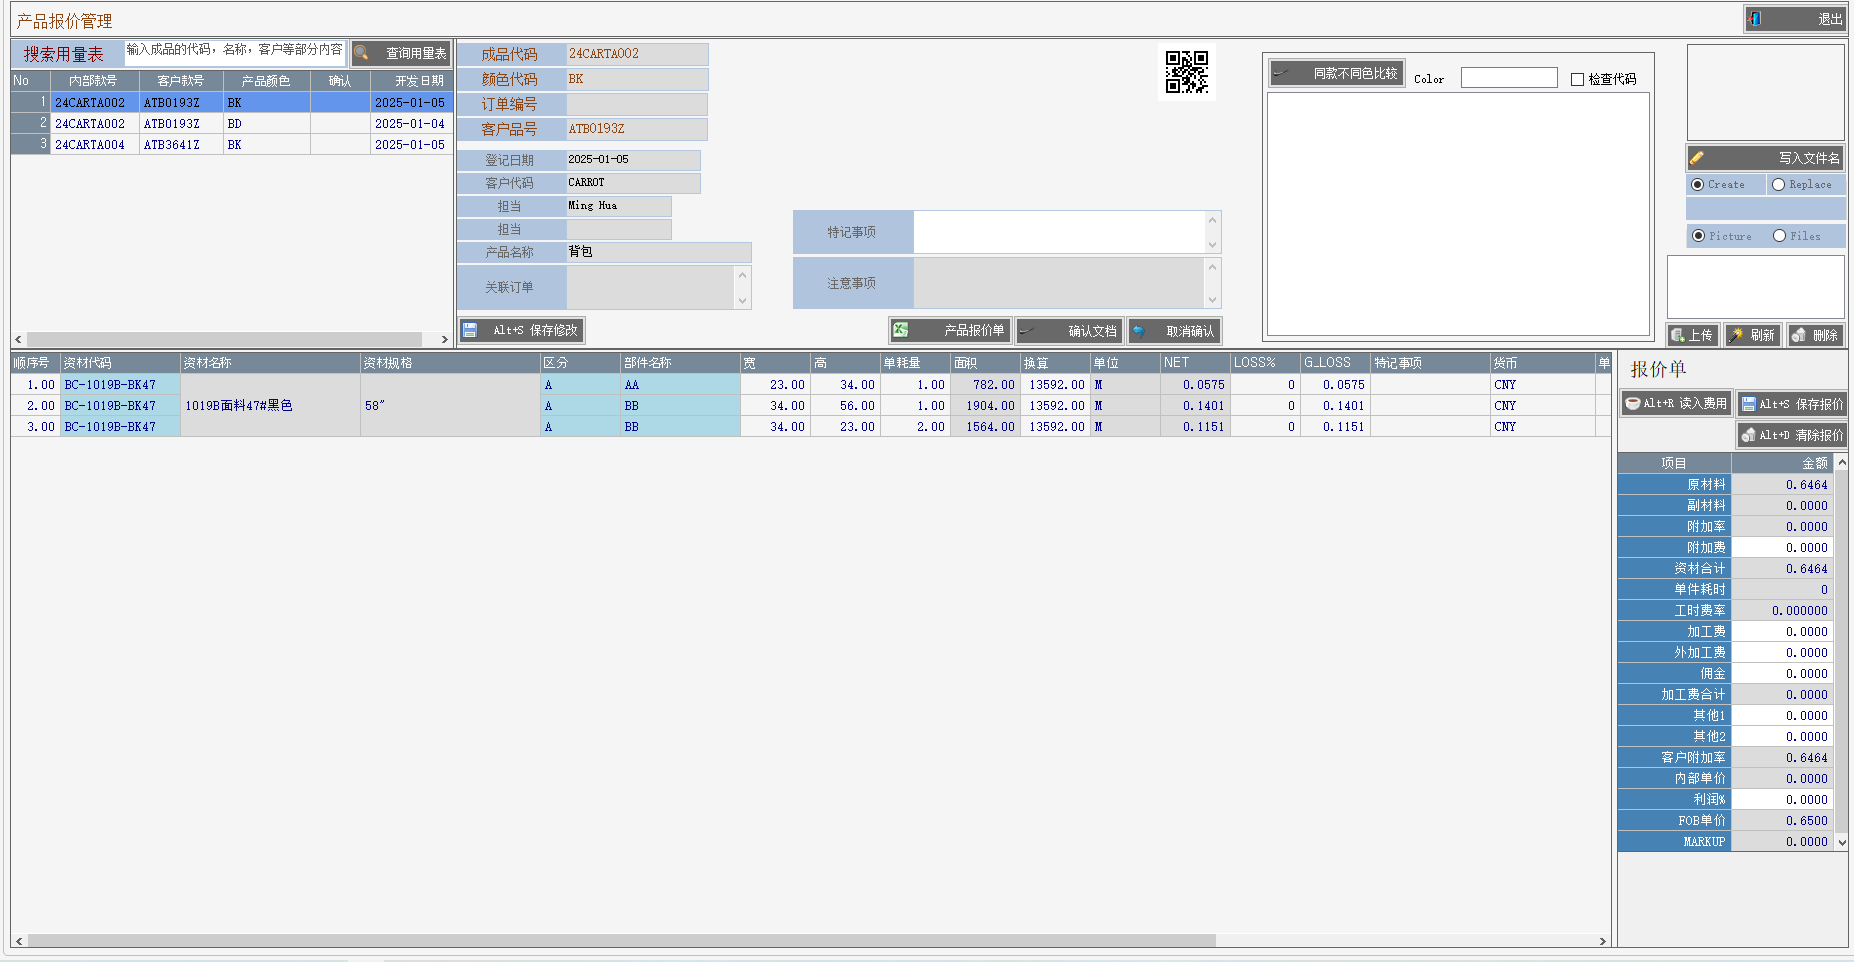 产品报价管理
退出
搜索用量表 输入成品的代码，名称，客户等部分内容 查询用量表
No 内部款号 客户款号 产品颜色 确认 开发日期
1 24CARTA002 ATB0193Z BK 2025-01-05
2 24CARTA002 ATB0193Z BD 2025-01-04
3 24CARTA004 ATB3641Z BK 2025-01-05
成品代码 24CARTA002
颜色代码 BK
订单编号
客户品号 ATB0193Z
登记日期 2025-01-05
客户代码 CARROT
担当 Ming Hua
担当
产品名称 背包
关联订单
Alt+S 保存修改
特记事项
注意事项
产品报价单 确认文档 取消确认
同款不同色比较 Color 检查代码
写入文件名
Create Replace
Picture Files
上传 刷新 删除
顺序号 资材代码 资材名称 资材规格 区分 部件名称 宽 高 单耗量 面积 换算 单位 NET LOSS% G_LOSS 特记事项 货币 单
1.00 BC-1019B-BK47 A AA 23.00 34.00 1.00 782.00 13592.00 M 0.0575 0 0.0575 CNY
2.00 BC-1019B-BK47 1019B面料47#黑色 58" A BB 34.00 56.00 1.00 1904.00 13592.00 M 0.1401 0 0.1401 CNY
3.00 BC-1019B-BK47 A BB 34.00 23.00 2.00 1564.00 13592.00 M 0.1151 0 0.1151 CNY
报价单
Alt+R 读入费用 Alt+S 保存报价
Alt+D 清除报价
项目 金额
原材料 0.6464
副材料 0.0000
附加率 0.0000
附加费 0.0000
资材合计 0.6464
单件耗时 0
工时费率 0.000000
加工费 0.0000
外加工费 0.0000
佣金 0.0000
加工费合计 0.0000
其他1 0.0000
其他2 0.0000
客户附加率 0.6464
内部单价 0.0000
利润% 0.0000
FOB单价 0.6500
MARKUP 0.0000